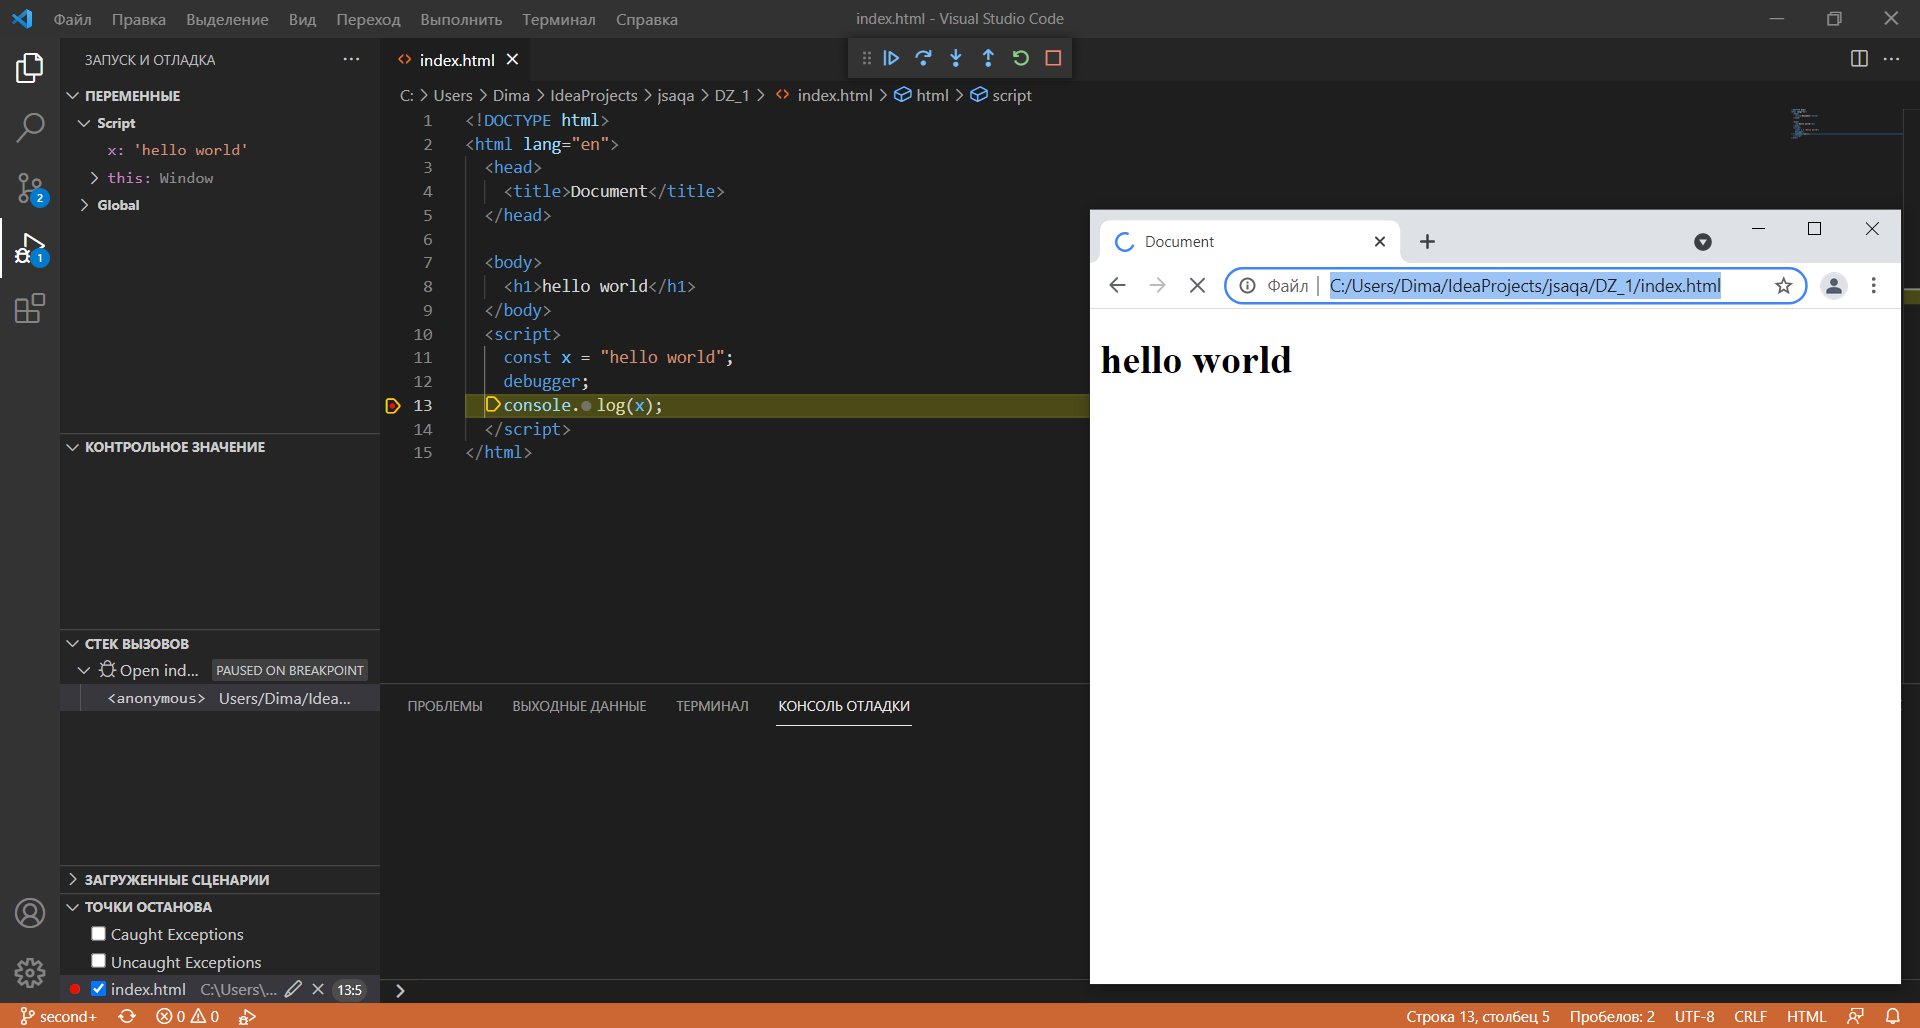 Файл Правка Выделение Вид Переход Выполнить Терминал Справка index.html - Visual Studio Code
ЗАПУСК И ОТЛАДКА
ПЕРЕМЕННЫЕ
Script
x: 'hello world'
this: Window
Global
КОНТРОЛЬНОЕ ЗНАЧЕНИЕ
СТЕК ВЫЗОВОВ
Open ind... PAUSED ON BREAKPOINT
<anonymous> Users/Dima/Idea...
ЗАГРУЖЕННЫЕ СЦЕНАРИИ
ТОЧКИ ОСТАНОВА
Caught Exceptions
Uncaught Exceptions
index.html C:\Users\... 13:5
2
1
index.html
C: > Users > Dima > IdeaProjects > jsaqa > DZ_1 > index.html > html > script
1 <!DOCTYPE html>
2 <html lang="en">
3 <head>
4 <title>Document</title>
5 </head>
6
7 <body>
8 <h1>hello world</h1>
9 </body>
10 <script>
11 const x = "hello world";
12 debugger;
13 console.log(x);
14 </script>
15 </html>
ПРОБЛЕМЫ ВЫХОДНЫЕ ДАННЫЕ ТЕРМИНАЛ КОНСОЛЬ ОТЛАДКИ
Document
Файл C:/Users/Dima/IdeaProjects/jsaqa/DZ_1/index.html
hello world
second+ 0 0 Строка 13, столбец 5 Пробелов: 2 UTF-8 CRLF HTML